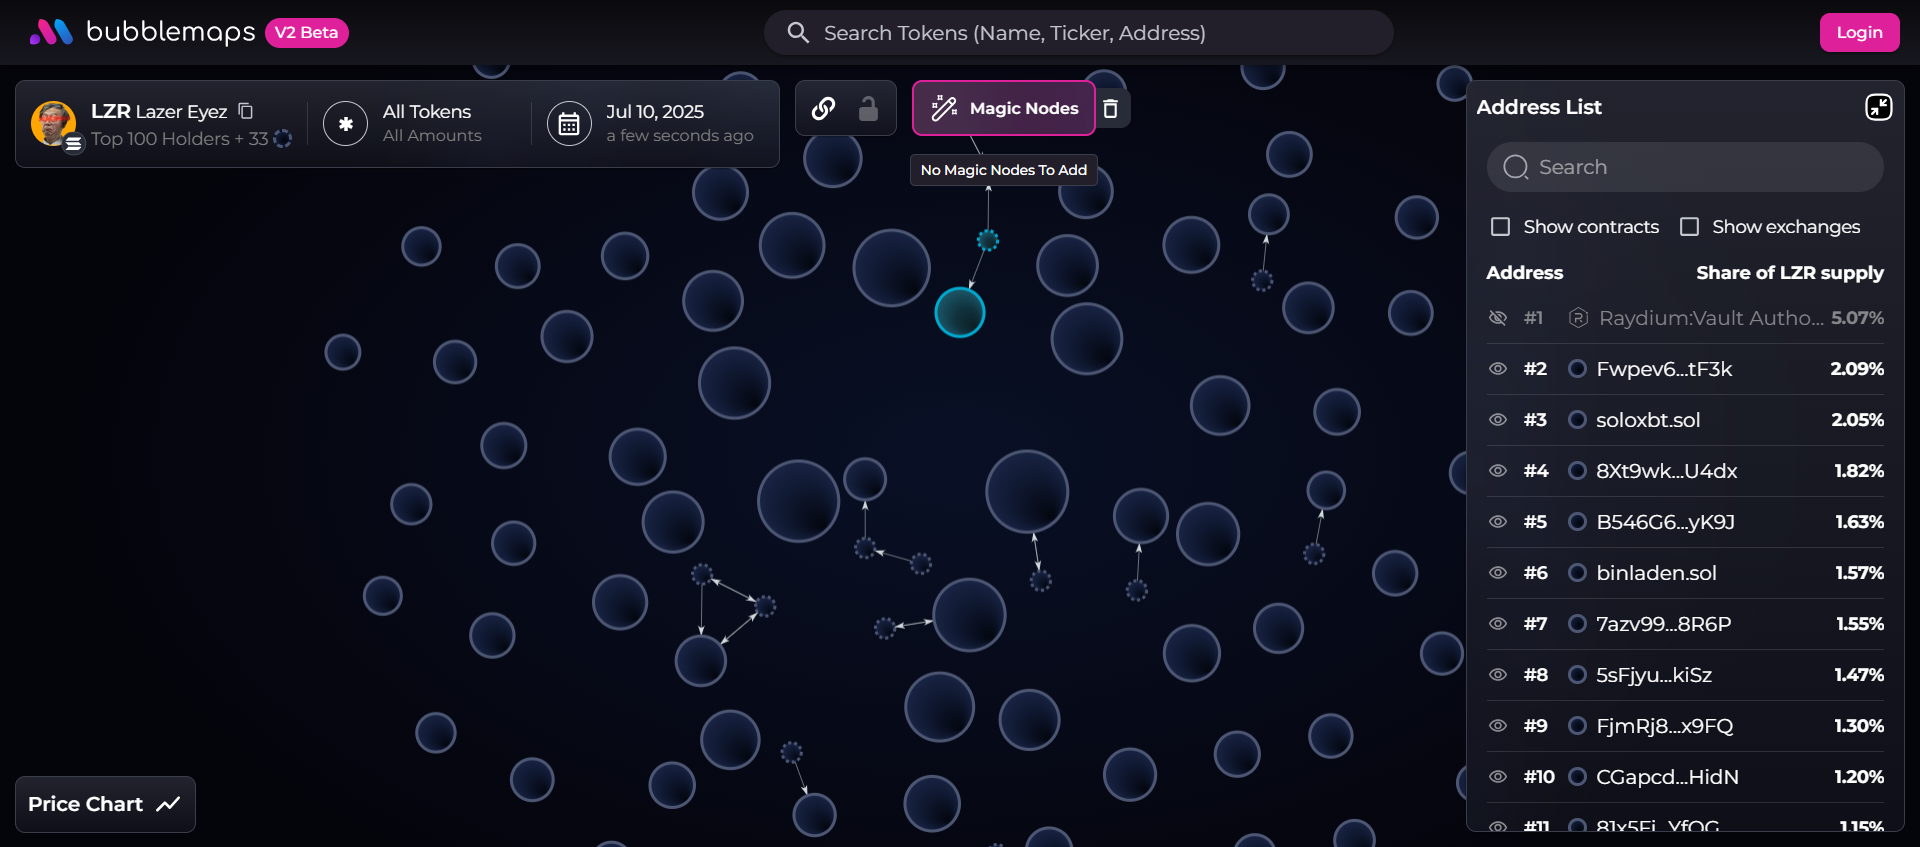 bubblemaps V2 Beta
Search Tokens (Name, Ticker, Address)
Login
LZR Lazer Eyez
Top 100 Holders + 33
All Tokens
All Amounts
Jul 10, 2025
a few seconds ago
Magic Nodes
No Magic Nodes To Add
Address List
Search
Show contracts
Show exchanges
Address Share of LZR supply
#1 Raydium:Vault Autho... 5.07%
#2 Fwpev6...tF3k 2.09%
#3 soloxbt.sol 2.05%
#4 8Xt9wk...U4dx 1.82%
#5 B546G6...yK9J 1.63%
#6 binladen.sol 1.57%
#7 7azv99...8R6P 1.55%
#8 5sFjyu...kiSz 1.47%
#9 FjmRj8...x9FQ 1.30%
#10 CGapcd...HidN 1.20%
#11 1.15%
Price Chart